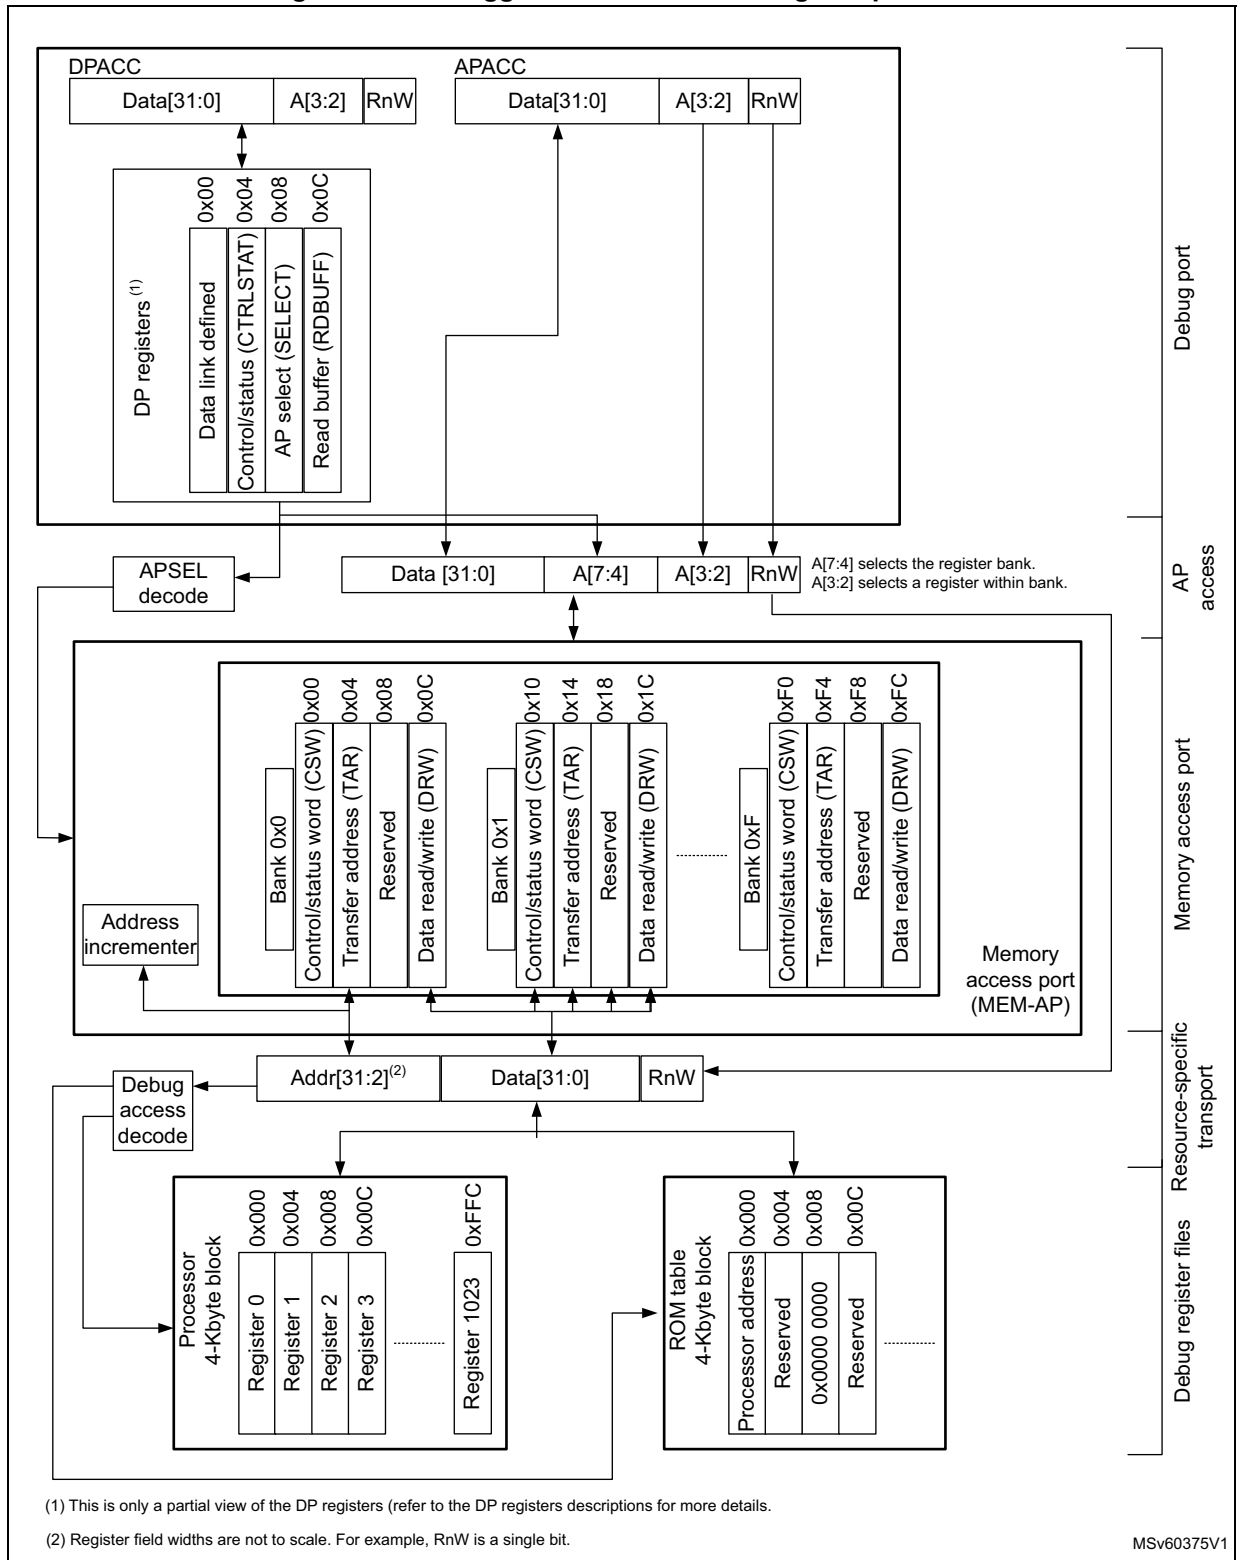 DPACC
APACC
Data[31:0] A[3:2] RnW
Data[31:0] A[3:2] RnW
DP registers (1)
0x00
0x04
0x08
0x0C
Data link defined
Control/status (CTRLSTAT)
AP select (SELECT)
Read buffer (RDBUFF)
Debug port
APSEL
decode
Data [31:0] A[7:4] A[3:2] RnW
A[7:4] selects the register bank.
A[3:2] selects a register within bank.
AP
access
Bank 0x0
Control/status word (CSW) 0x00
Transfer address (TAR) 0x04
Reserved 0x08
Data read/write (DRW) 0x0C
Bank 0x1
Control/status word (CSW) 0x10
Transfer address (TAR) 0x14
Reserved 0x18
Data read/write (DRW) 0x1C
Bank 0xF
Control/status word (CSW) 0xF0
Transfer address (TAR) 0xF4
Reserved 0xF8
Data read/write (DRW) 0xFC
Address
incrementer
Memory
access port
(MEM-AP)
Memory access port
Debug
access
decode
Addr[31:2](2) Data[31:0] RnW
Resource-specific
transport
Processor
4-Kbyte block
Register 0 0x000
Register 1 0x004
Register 2 0x008
Register 3 0x00C
Register 1023 0xFFC
ROM table
4-Kbyte block
Processor address 0x000
Reserved 0x004
0x0000 0000 0x008
Reserved 0x00C
Debug register files
(1) This is only a partial view of the DP registers (refer to the DP registers descriptions for more details.
(2) Register field widths are not to scale. For example, RnW is a single bit.
MSv60375V1